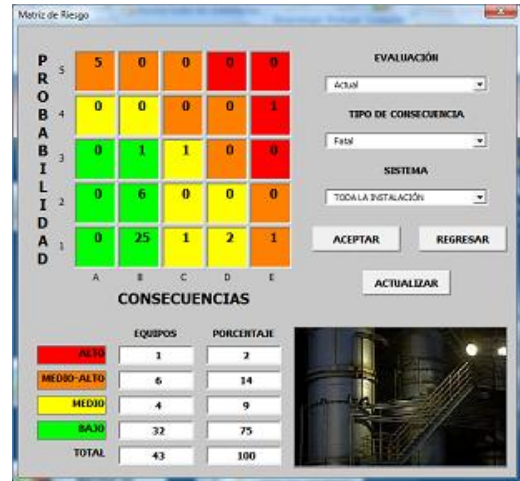 Matriz de Riesgo
PROBABILIDAD
5 5 0 0 0 0
4 0 0 0 0 1
3 0 1 1 0 0
2 0 6 0 0 0
1 0 25 1 2 1
A B C D E
CONSECUENCIAS
EVALUACIÓN
Actual
TIPO DE CONSECUENCIA
Fatal
SISTEMA
TODA LA INSTALACIÓN
ACEPTAR REGRESAR
ACTUALIZAR
EQUIPOS PORCENTAJE
ALTO 1 2
MEDIO-ALTO 6 14
MEDIO 4 9
BAJO 32 75
TOTAL 43 100